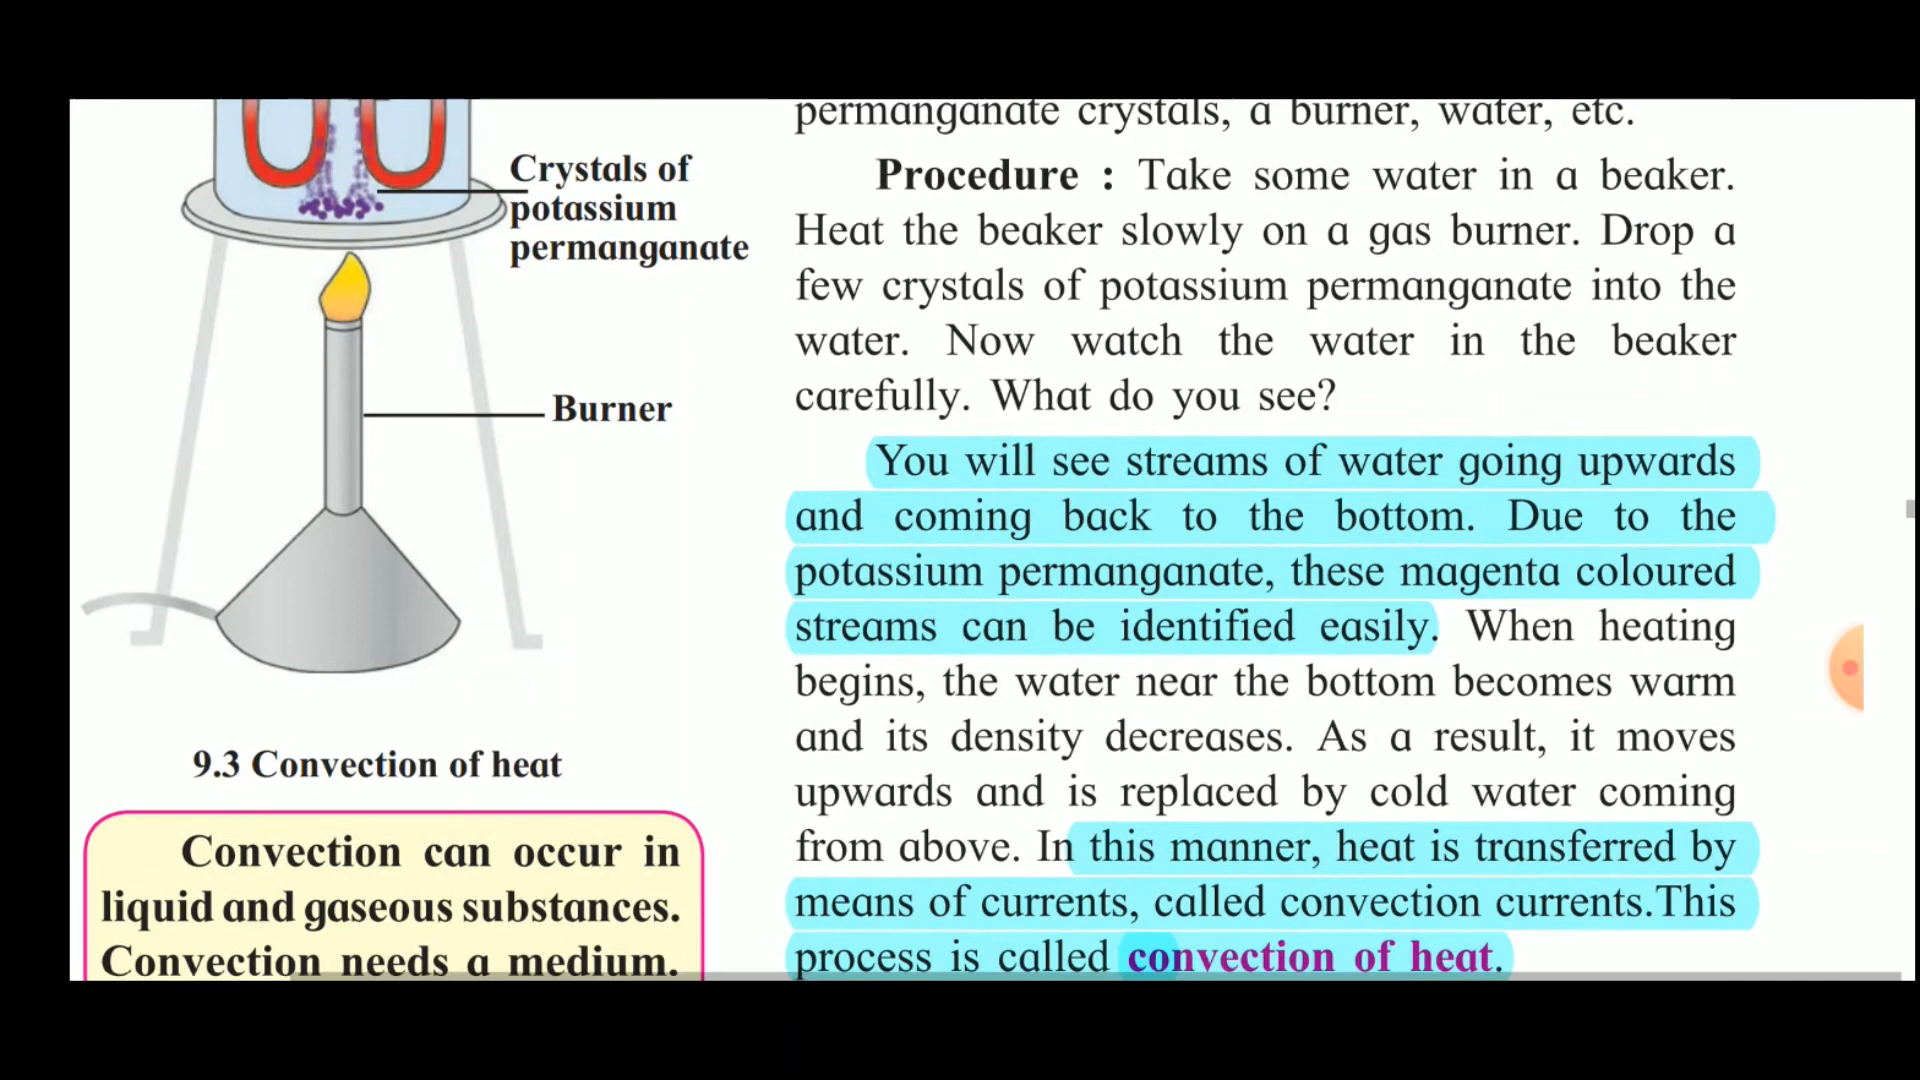 Crystals of
potassium
permanganate
Burner
9.3 Convection of heat
Convection can occur in
liquid and gaseous substances.
Convection needs a medium.
permanganate crystals, a burner, water, etc.
Procedure : Take some water in a beaker.
Heat the beaker slowly on a gas burner. Drop a
few crystals of potassium permanganate into the
water. Now watch the water in the beaker
carefully. What do you see?
You will see streams of water going upwards
and coming back to the bottom. Due to the
potassium permanganate, these magenta coloured
streams can be identified easily. When heating
begins, the water near the bottom becomes warm
and its density decreases. As a result, it moves
upwards and is replaced by cold water coming
from above. In this manner, heat is transferred by
means of currents, called convection currents.This
process is called convection of heat.